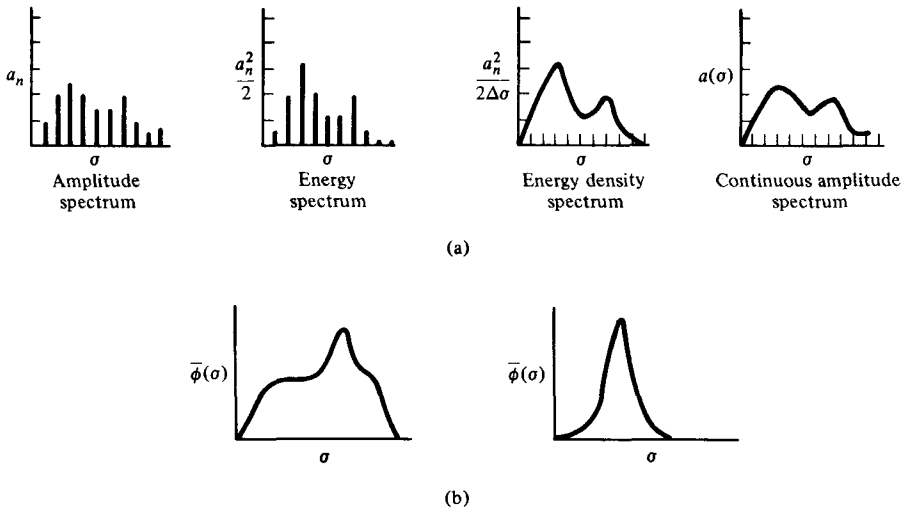 a_n
σ
Amplitude
spectrum
a_n^2
2
σ
Energy
spectrum
a_n^2
2Δσ
σ
Energy density
spectrum
a(σ)
σ
Continuous amplitude
spectrum
(a)
φ̅(σ)
σ
φ̅(σ)
σ
(b)